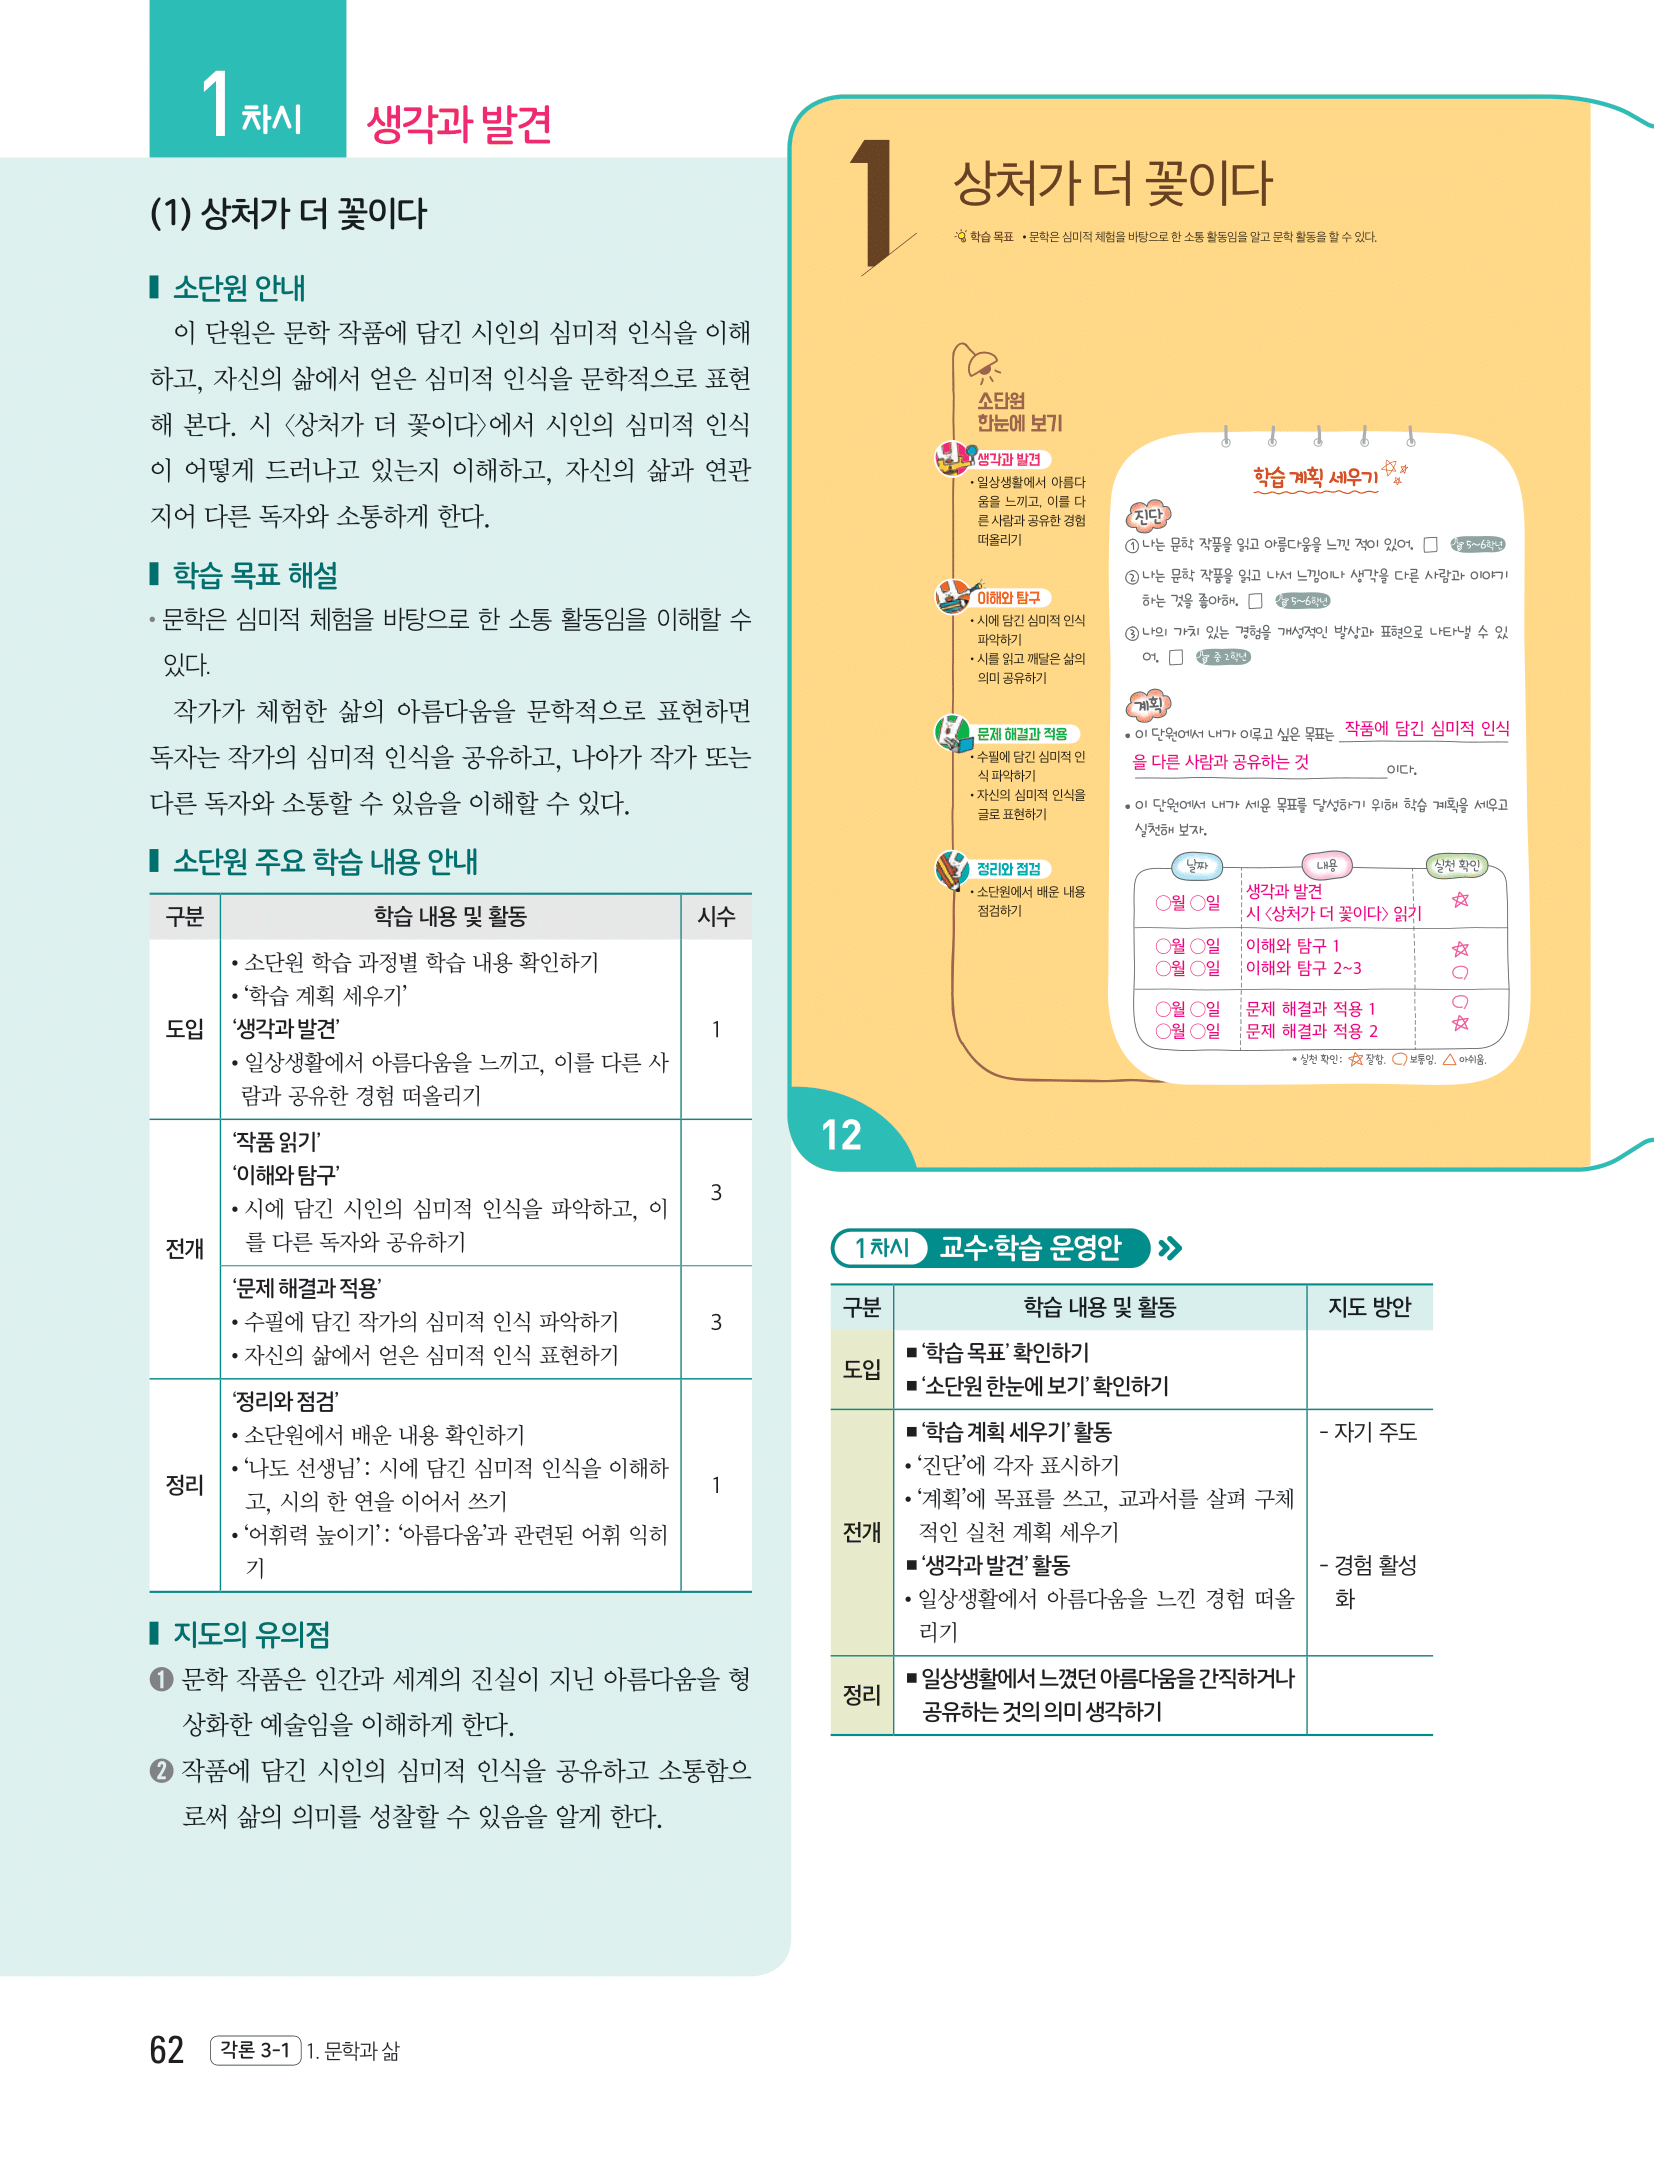 1 차시
생각과 발견
(1) 상처가 더 꽃이다
소단원 안내
이 단원은 문학 작품에 담긴 시인의 심미적 인식을 이해
하고, 자신의 삶에서 얻은 심미적 인식을 문학적으로 표현
해 본다. 시 〈상처가 더 꽃이다〉에서 시인의 심미적 인식
이 어떻게 드러나고 있는지 이해하고, 자신의 삶과 연관
지어 다른 독자와 소통하게 한다.
학습 목표 해설
• 문학은 심미적 체험을 바탕으로 한 소통 활동임을 이해할 수
있다.
작가가 체험한 삶의 아름다움을 문학적으로 표현하면
독자는 작가의 심미적 인식을 공유하고, 나아가 작가 또는
다른 독자와 소통할 수 있음을 이해할 수 있다.
소단원 주요 학습 내용 안내
구분 학습 내용 및 활동 시수
도입
• 소단원 학습 과정별 학습 내용 확인하기
• ‘학습 계획 세우기’
‘생각과 발견’
• 일상생활에서 아름다움을 느끼고, 이를 다른 사
람과 공유한 경험 떠올리기
1
전개
‘작품 읽기’
‘이해와 탐구’
• 시에 담긴 시인의 심미적 인식을 파악하고, 이
를 다른 독자와 공유하기
3
‘문제 해결과 적용’
• 수필에 담긴 작가의 심미적 인식 파악하기
• 자신의 삶에서 얻은 심미적 인식 표현하기
3
정리
‘정리와 점검’
• 소단원에서 배운 내용 확인하기
• ‘나도 선생님’: 시에 담긴 심미적 인식을 이해하
고, 시의 한 연을 이어서 쓰기
• ‘어휘력 높이기’: ‘아름다움’과 관련된 어휘 익히
기
1
지도의 유의점
❶ 문학 작품은 인간과 세계의 진실이 지닌 아름다움을 형
상화한 예술임을 이해하게 한다.
❷ 작품에 담긴 시인의 심미적 인식을 공유하고 소통함으
로써 삶의 의미를 성찰할 수 있음을 알게 한다.
62 각론 3-1 1. 문학과 삶
1 상처가 더 꽃이다
학습 목표 • 문학은 심미적 체험을 바탕으로 한 소통 활동임을 알고 문학 활동을 할 수 있다.
소단원
한눈에 보기
생각과 발견
• 일상생활에서 아름다
움을 느끼고, 이를 다
른 사람과 공유한 경험
떠올리기
이해와 탐구
• 시에 담긴 심미적 인식
파악하기
• 시를 읽고 깨달은 삶의
의미 공유하기
문제 해결과 적용
• 수필에 담긴 심미적 인
식 파악하기
• 자신의 심미적 인식을
글로 표현하기
정리와 점검
• 소단원에서 배운 내용
점검하기
학습 계획 세우기
진단
① 나는 문학 작품을 읽고 아름다움을 느낀 적이 있어. □ 5~6학년
② 나는 문학 작품을 읽고 나서 느낌이나 생각을 다른 사람과 이야기
하는 것을 좋아해. □ 5~6학년
③ 나의 가치 있는 경험을 개성적인 발상과 표현으로 나타낼 수 있
어. □ 중 2학년
계획
• 이 단원에서 내가 이루고 싶은 목표는 작품에 담긴 심미적 인식
을 다른 사람과 공유하는 것 이다.
• 이 단원에서 내가 세운 목표를 달성하기 위해 학습 계획을 세우고
실천해 보자.
날짜 내용 실천 확인
○월 ○일 생각과 발견
시 〈상처가 더 꽃이다〉 읽기 ☆
○월 ○일 이해와 탐구 1 ☆
○월 ○일 이해와 탐구 2~3 ○
○월 ○일 문제 해결과 적용 1 ○
○월 ○일 문제 해결과 적용 2 ☆
* 실천 확인: ☆ 잘함. ○ 보통임. △ 아쉬움.
12
1차시 교수·학습 운영안
구분 학습 내용 및 활동 지도 방안
도입
■ ‘학습 목표’ 확인하기
■ ‘소단원 한눈에 보기’ 확인하기
전개
■ ‘학습 계획 세우기’ 활동 - 자기 주도
• ‘진단’에 각자 표시하기
• ‘계획’에 목표를 쓰고, 교과서를 살펴 구체
적인 실천 계획 세우기
■ ‘생각과 발견’ 활동 - 경험 활성
화
• 일상생활에서 아름다움을 느낀 경험 떠올
리기
정리
■ 일상생활에서 느꼈던 아름다움을 간직하거나
공유하는 것의 의미 생각하기